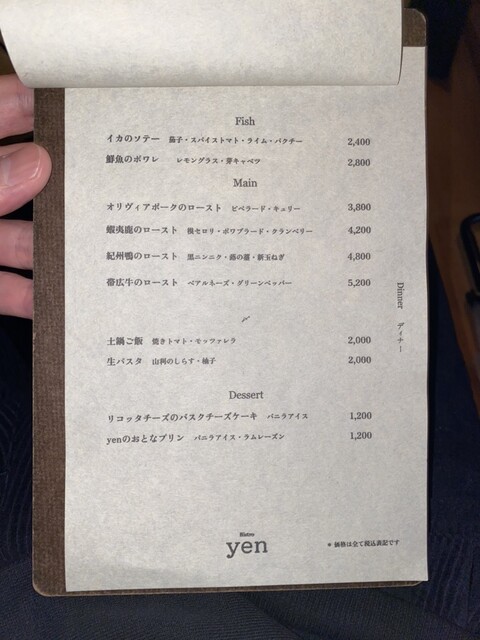 Fish
イカのソテー 茄子・スパイストマト・ライム・パクチー 2,400
鮮魚のポワレ レモングラス・芽キャベツ 2,800
Main
オリヴィアポークのロースト ピペラード・キュリー 3,800
蝦夷鹿のロースト 根セロリ・ポワブラード・クランベリー 4,200
紀州鴨のロースト 黒ニンニク・蕗の薹・新玉ねぎ 4,800
帯広牛のロースト ベアルネーズ・グリーンペッパー 5,200
Dinner ディナー
土鍋ご飯 焼きトマト・モッツァレラ 2,000
生パスタ 山利のしらす・柚子 2,000
Dessert
リコッタチーズのバスクチーズケーキ バニラアイス 1,200
yenのおとなプリン バニラアイス・ラムレーズン 1,200
Bistro
yen
＊価格は全て税込表記です